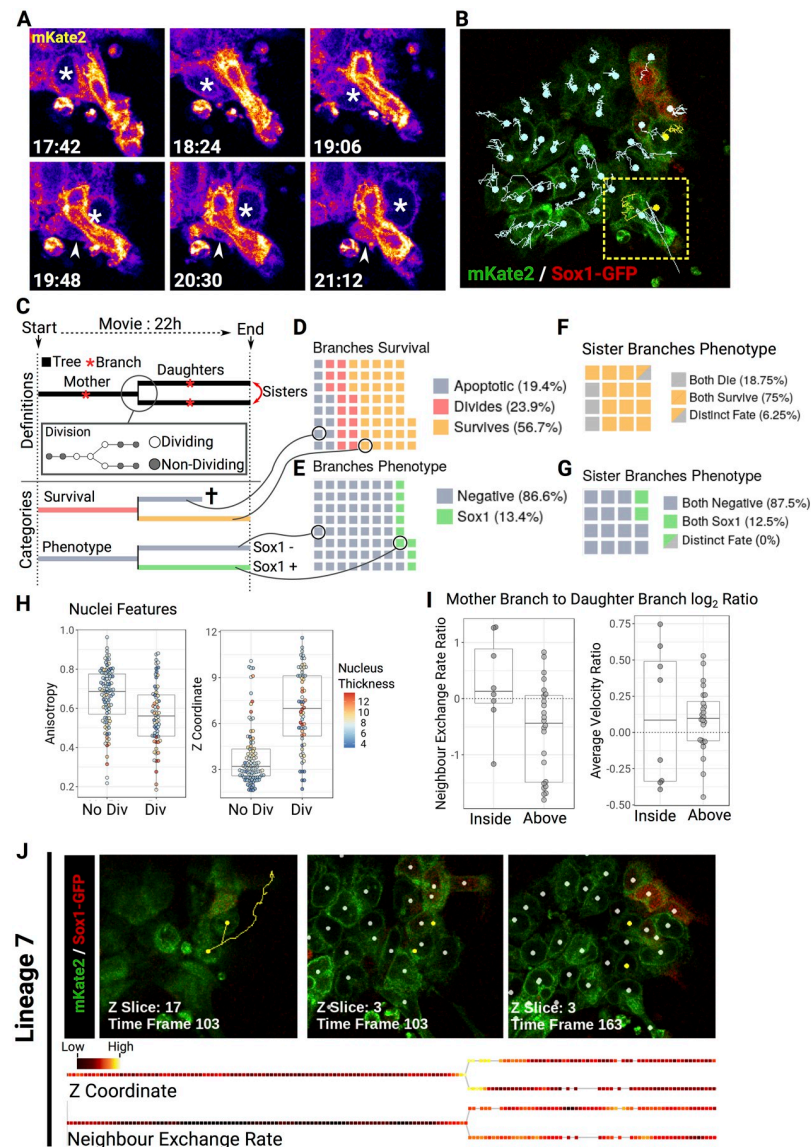 A
mKate2
17:42
18:24
19:06
19:48
20:30
21:12
B
mKate2 / Sox1-GFP
C
Start
Movie : 22h
End
Definitions
Tree * Branch
Mother
Daughters
Sisters
Division
Dividing
Non-Dividing
Categories
Survival
Phenotype
Sox1 -
Sox1 +
D
Branches Survival
Apoptotic (19.4%)
Divides (23.9%)
Survives (56.7%)
E
Branches Phenotype
Negative (86.6%)
Sox1 (13.4%)
F
Sister Branches Phenotype
Both Die (18.75%)
Both Survive (75%)
Distinct Fate (6.25%)
G
Sister Branches Phenotype
Both Negative (87.5%)
Both Sox1 (12.5%)
Distinct Fate (0%)
H
Nuclei Features
Anisotropy
1.0
0.8
0.6
0.4
0.2
No Div
Div
Z Coordinate
12
9
6
3
No Div
Div
Nucleus
Thickness
12
10
8
6
4
I
Mother Branch to Daughter Branch log2 Ratio
Neighbour Exchange Rate Ratio
1
0
-1
Inside
Above
Average Velocity Ratio
0.75
0.50
0.25
0.00
-0.25
-0.50
Inside
Above
J
Lineage 7
mKate2 / Sox1-GFP
Z Slice: 17
Time Frame 103
Z Slice: 3
Time Frame 103
Z Slice: 3
Time Frame 163
Low
High
Z Coordinate
Neighbour Exchange Rate